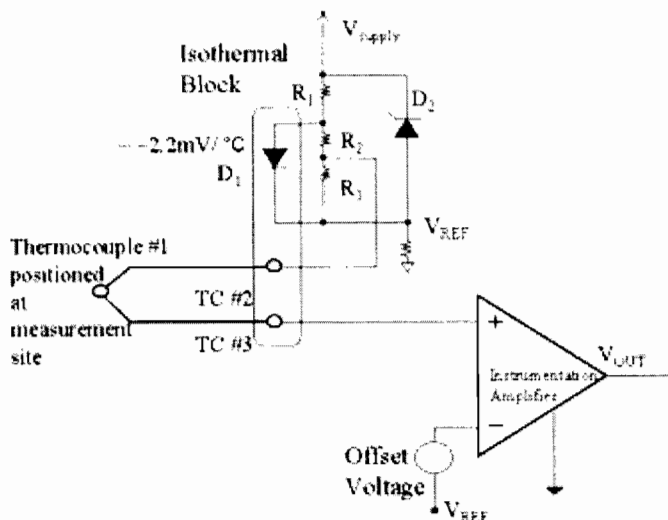 Vsupply
Isothermal
Block
R1
D2
--2.2mV/°C
D1
R2
R3
VREF
Thermocouple #1
positioned
at
measurement
site
TC #2
TC #3
+
VOUT
Instrumentation
Amplifier
−
Offset
Voltage
VREF